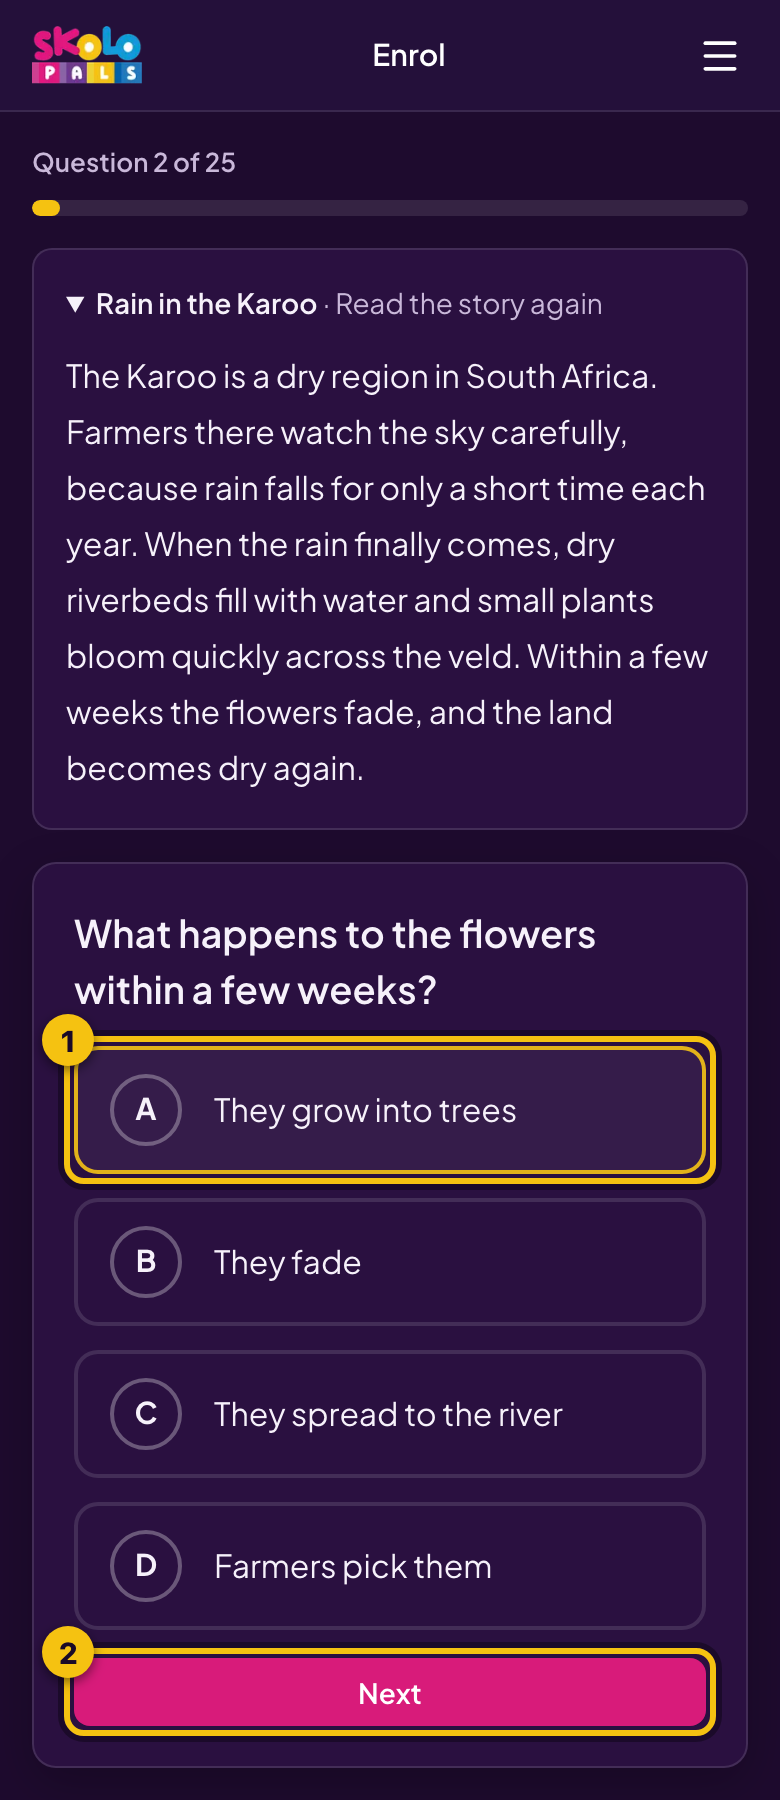 SKOLO
PALS
Enrol
Question 2 of 25
▼ Rain in the Karoo · Read the story again
The Karoo is a dry region in South Africa.
Farmers there watch the sky carefully,
because rain falls for only a short time each
year. When the rain finally comes, dry
riverbeds fill with water and small plants
bloom quickly across the veld. Within a few
weeks the flowers fade, and the land
becomes dry again.
What happens to the flowers
within a few weeks?
1
A They grow into trees
B They fade
C They spread to the river
D Farmers pick them
2
Next